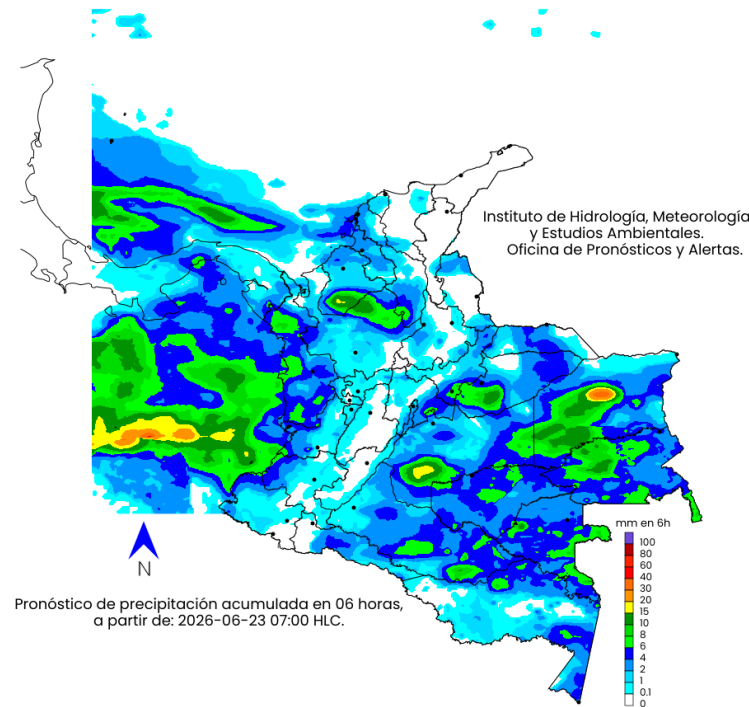 Instituto de Hidrología, Meteorología
y Estudios Ambientales.
Oficina de Pronósticos y Alertas.
mm en 6h
100
80
60
40
30
20
15
10
8
6
4
2
1
0.1
0
N
Pronóstico de precipitación acumulada en 06 horas,
a partir de: 2026-06-23 07:00 HLC.